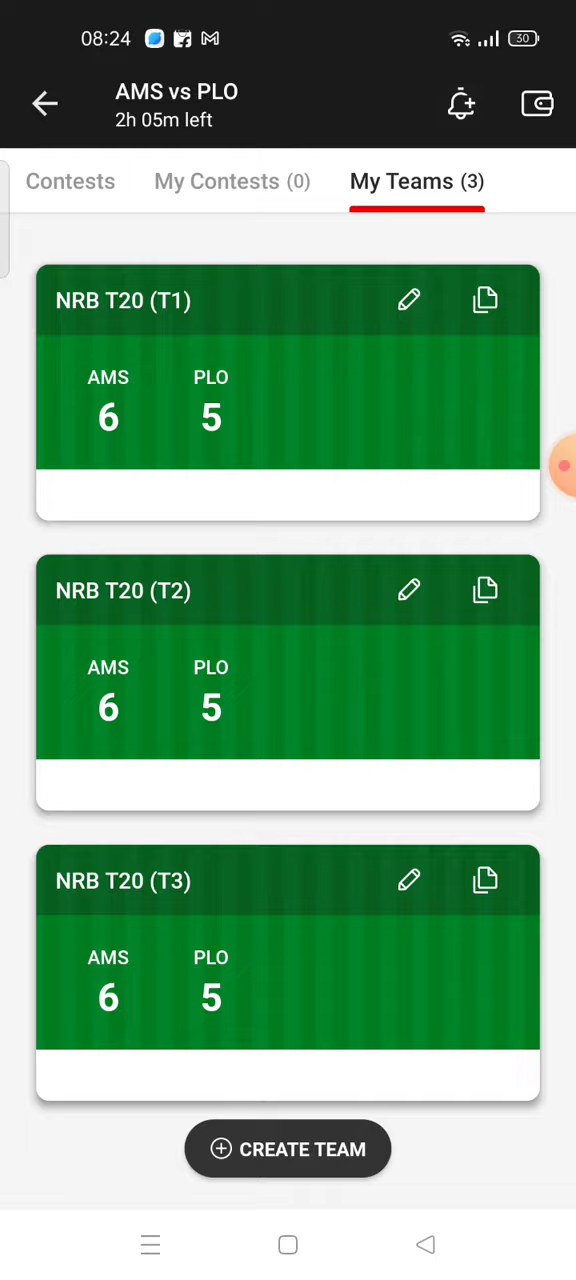 08:24
30
AMS vs PLO
2h 05m left
Contests My Contests (0) My Teams (3)
NRB T20 (T1)
AMS PLO
6 5
NRB T20 (T2)
AMS PLO
6 5
NRB T20 (T3)
AMS PLO
6 5
CREATE TEAM